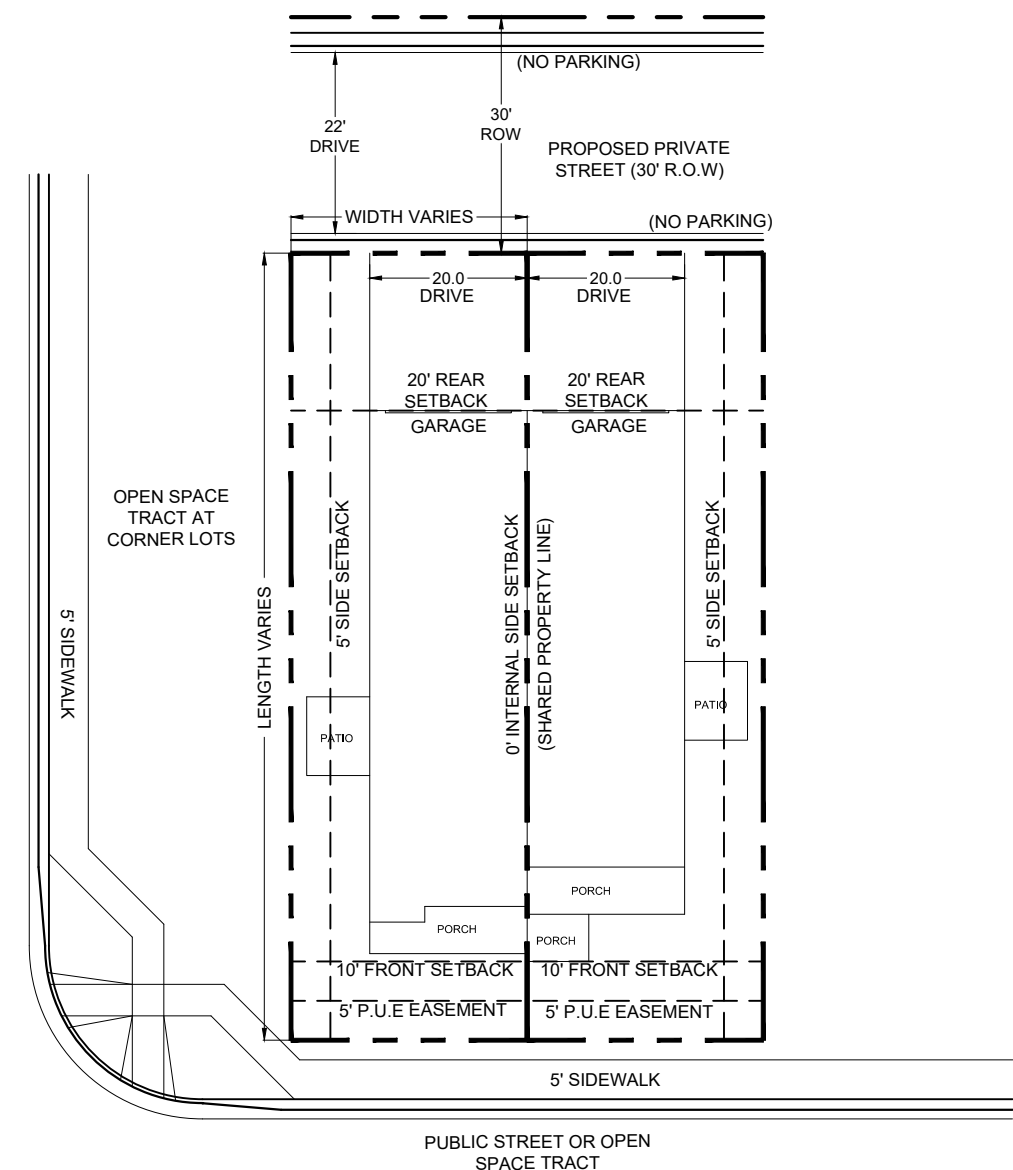 (NO PARKING)
22'
DRIVE
30'
ROW
PROPOSED PRIVATE
STREET (30' R.O.W)
WIDTH VARIES
(NO PARKING)
20.0
DRIVE
20.0
DRIVE
20' REAR
SETBACK
20' REAR
SETBACK
GARAGE
GARAGE
OPEN SPACE
TRACT AT
CORNER LOTS
5' SIDEWALK
LENGTH VARIES
5' SIDE SETBACK
0' INTERNAL SIDE SETBACK
(SHARED PROPERTY LINE)
5' SIDE SETBACK
PATIO
PATIO
PORCH
PORCH
PORCH
10' FRONT SETBACK
10' FRONT SETBACK
5' P.U.E EASEMENT
5' P.U.E EASEMENT
5' SIDEWALK
PUBLIC STREET OR OPEN
SPACE TRACT